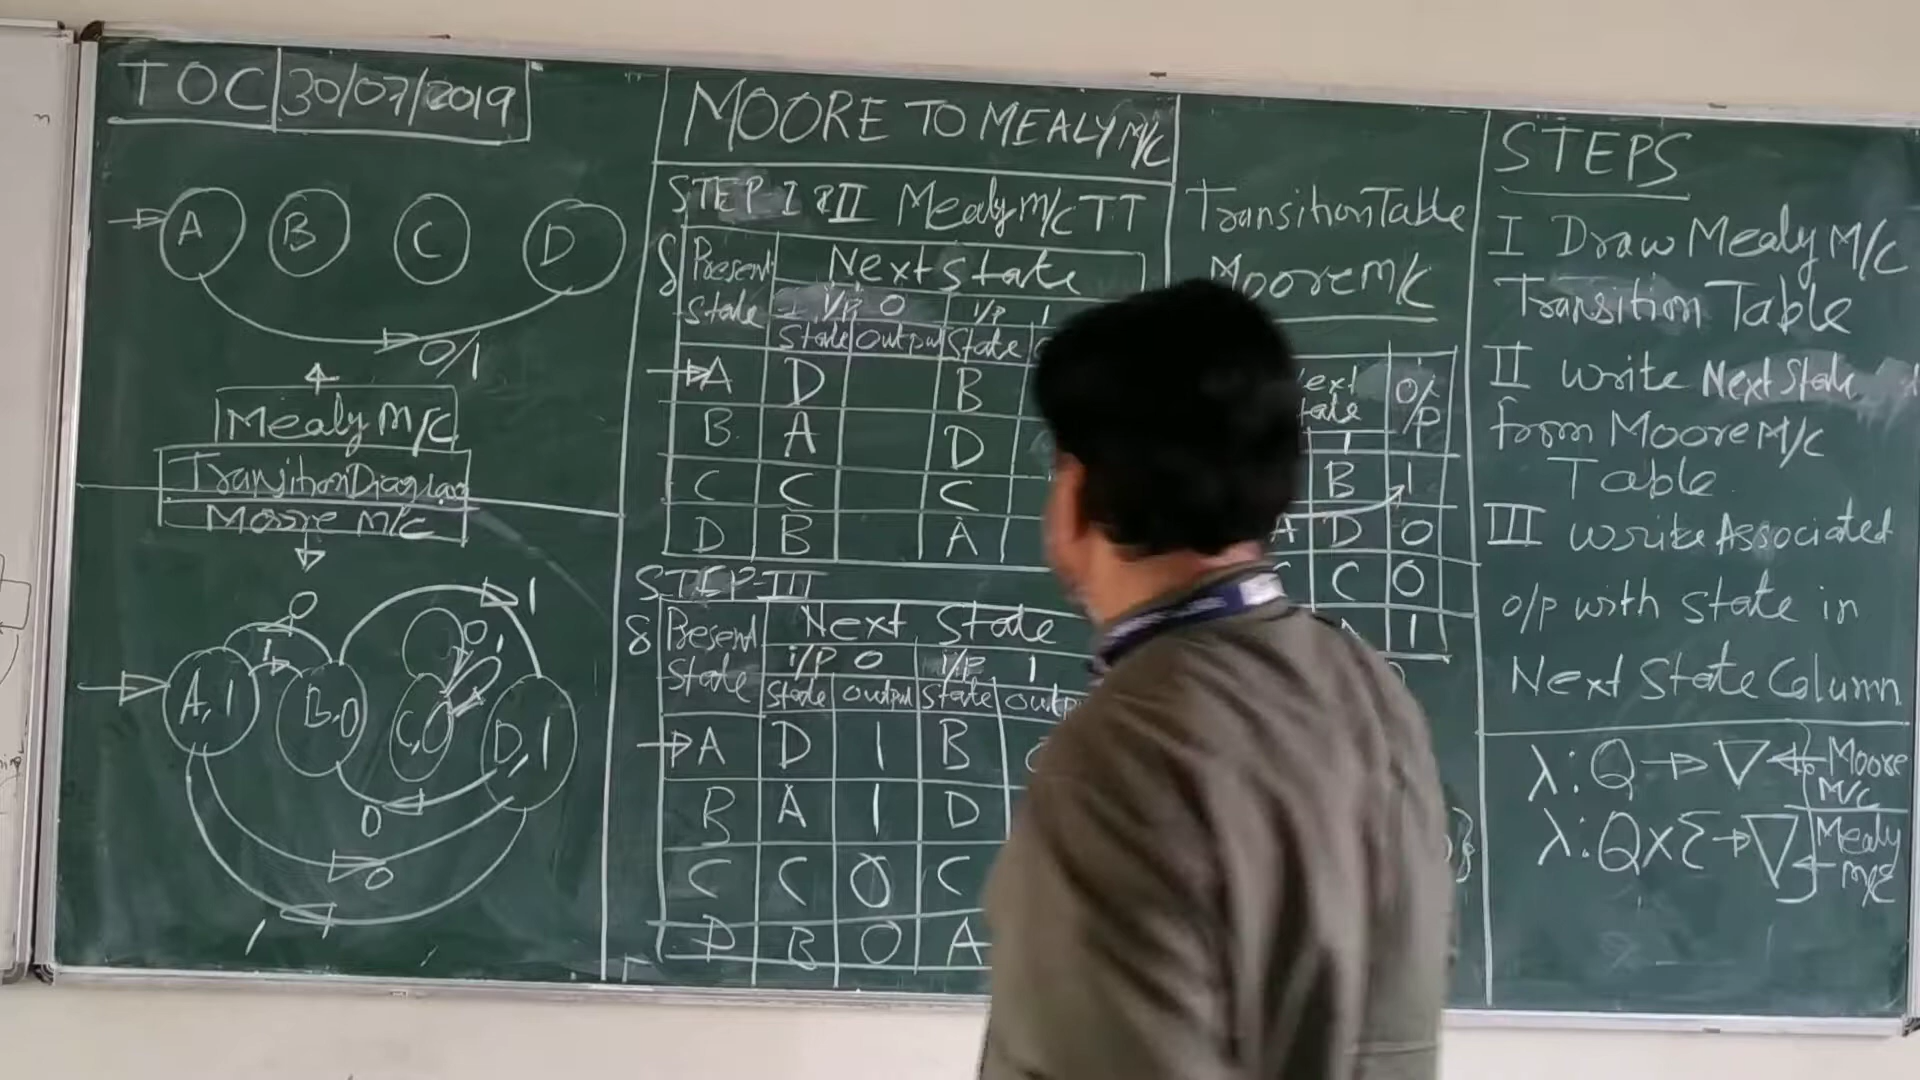 TOC 30/07/2019
A B C D
0/1
Mealy M/C
Transition Diagram
Moore M/C
0
1
1
0
1
A,1 B,0 C,0 D,1
0
0
1
MOORE TO MEALY M/C
STEP-I & II Mealy M/C TT
δ Present State Next State
i/p 0 i/p 1
State Output State
A D B
B A D
C C C
D B A
STEP-III
δ Present State Next State
i/p 0 i/p 1
State Output State Outp
A D 1 B
B A 1 D
C C 0 C
D B 0 A
Transition Table
Moore M/C
O/P
1
B 1
A D 0
C 0
1
STEPS
I Draw Mealy M/C
Transition Table
II Write Next State
from Moore M/C
Table
III Write Associated
o/p with State in
Next State Column
λ: Q → ∇ Moore M/C
λ: Q×Σ → ∇ Mealy M/C